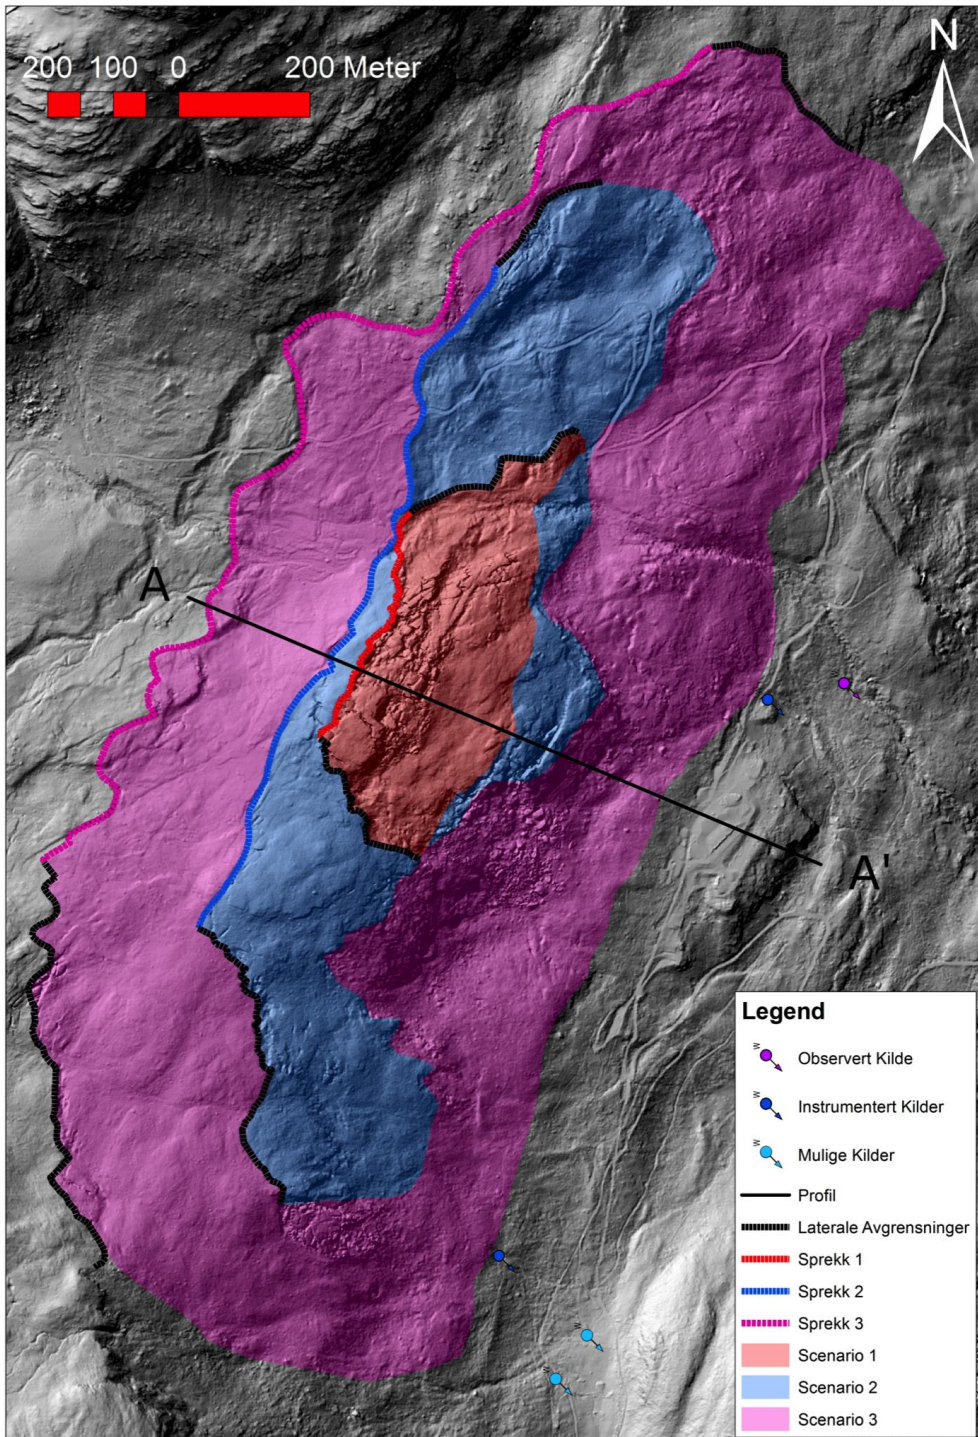 N
200 100 0 200 Meter
A
A'
Legend
W
Observert Kilde
W
Instrumentert Kilder
W
Mulige Kilder
Profil
Laterale Avgrensninger
Sprekk 1
Sprekk 2
Sprekk 3
Scenario 1
Scenario 2
Scenario 3